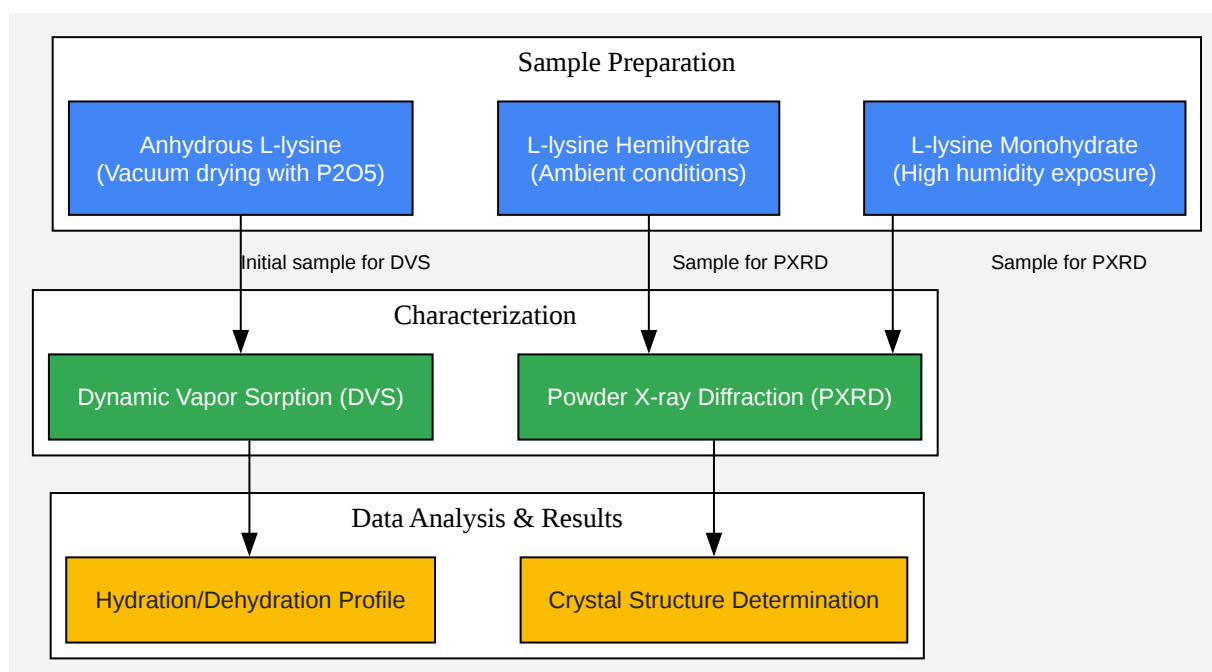 Sample Preparation
Anhydrous L-lysine
(Vacuum drying with P2O5)
L-lysine Hemihydrate
(Ambient conditions)
L-lysine Monohydrate
(High humidity exposure)
Initial sample for DVS
Sample for PXRD
Sample for PXRD
Characterization
Dynamic Vapor Sorption (DVS)
Powder X-ray Diffraction (PXRD)
Data Analysis & Results
Hydration/Dehydration Profile
Crystal Structure Determination